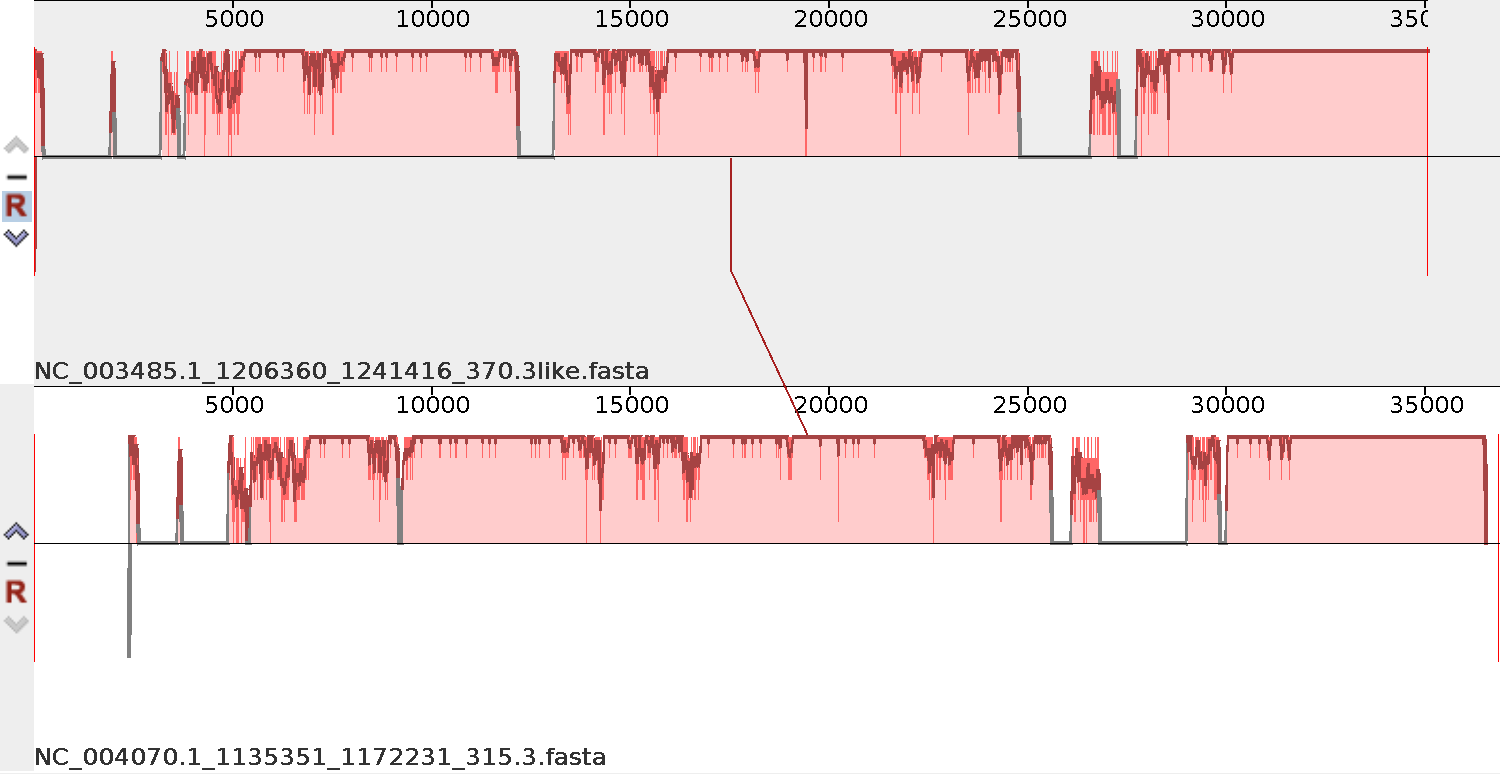 5000 10000 15000 20000 25000 30000 350
R
NC_003485.1_1206360_1241416_370.3like.fasta
5000 10000 15000 20000 25000 30000 35000
R
NC_004070.1_1135351_1172231_315.3.fasta